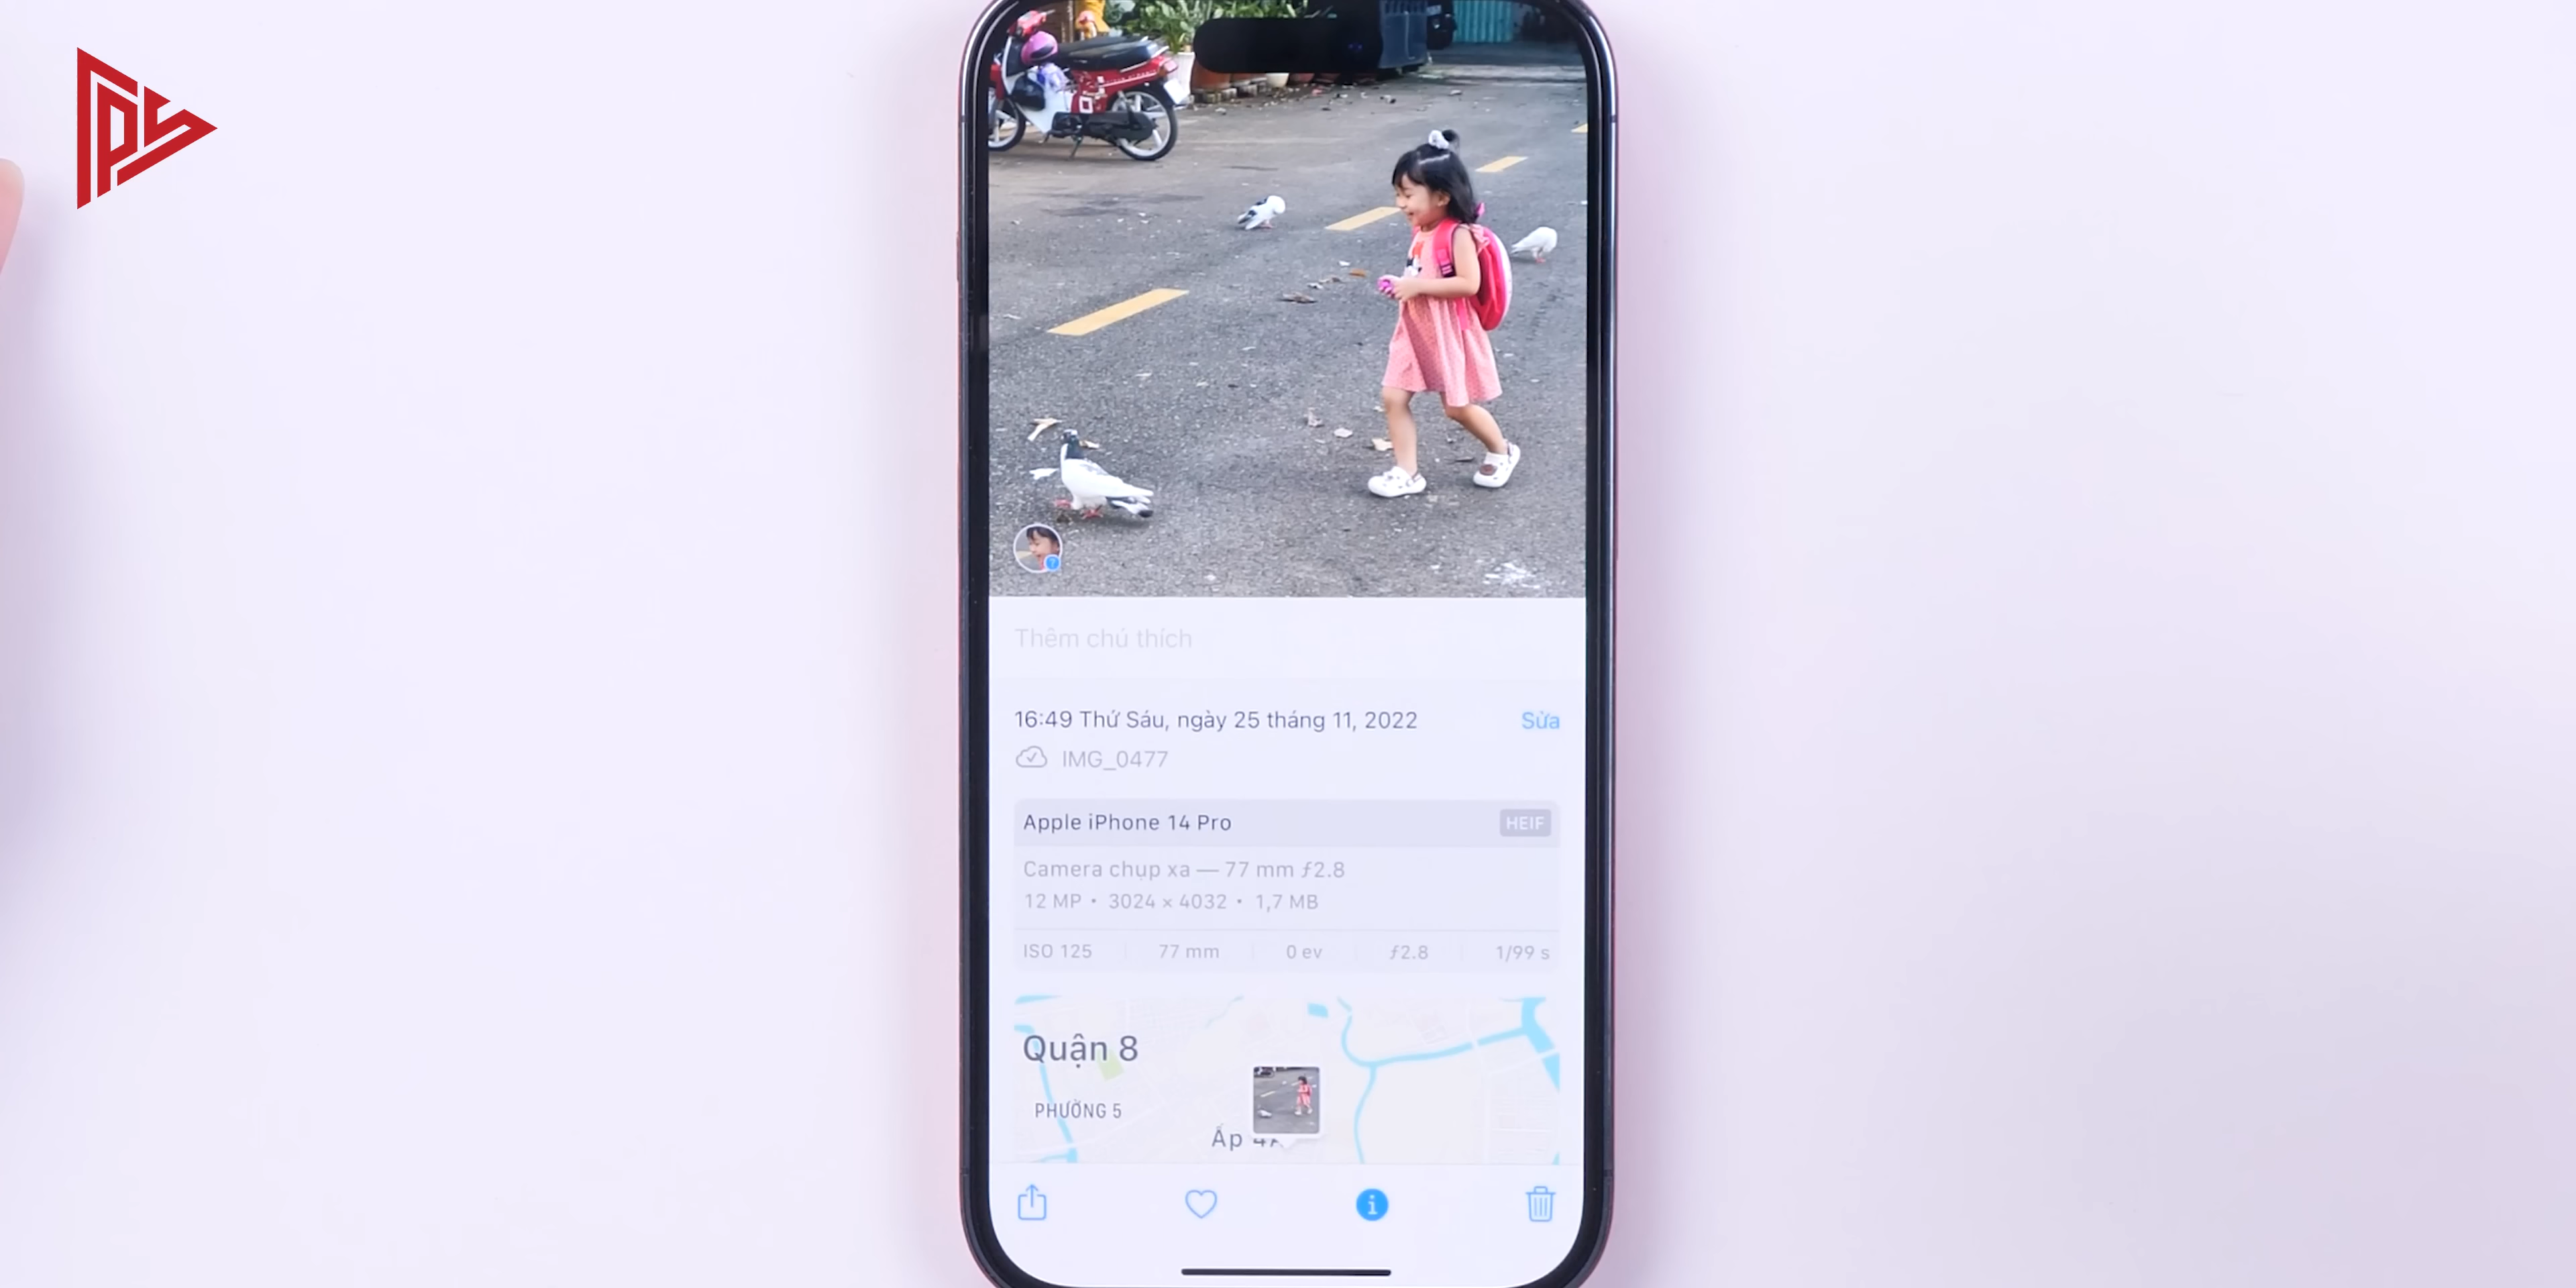 Thêm chú thích
16:49 Thứ Sáu, ngày 25 tháng 11, 2022 Sửa
IMG_0477
Apple iPhone 14 Pro HEIF
Camera chụp xa — 77 mm ƒ2.8
12 MP • 3024 × 4032 • 1,7 MB
ISO 125 77 mm 0 ev ƒ2.8 1/99 s
Quận 8
PHƯỜNG 5
Ấp